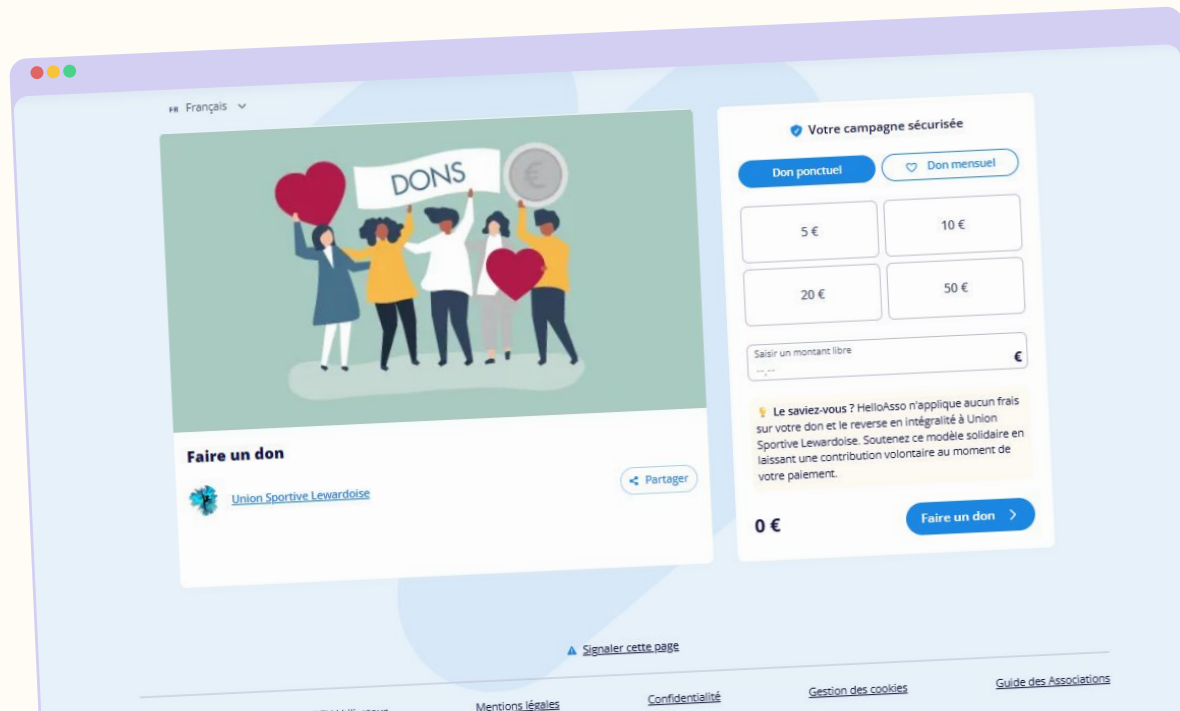 FR Français
DONS
€
Faire un don
Union Sportive Lewardoise
Partager
Votre campagne sécurisée
Don ponctuel
Don mensuel
5 €
10 €
20 €
50 €
Saisir un montant libre
--,--
€
Le saviez-vous ? HelloAsso n'applique aucun frais
sur votre don et le reverse en intégralité à Union
Sportive Lewardoise. Soutenez ce modèle solidaire en
laissant une contribution volontaire au moment de
votre paiement.
0 €
Faire un don
Signaler cette page
Mentions légales
Confidentialité
Gestion des cookies
Guide des Associations